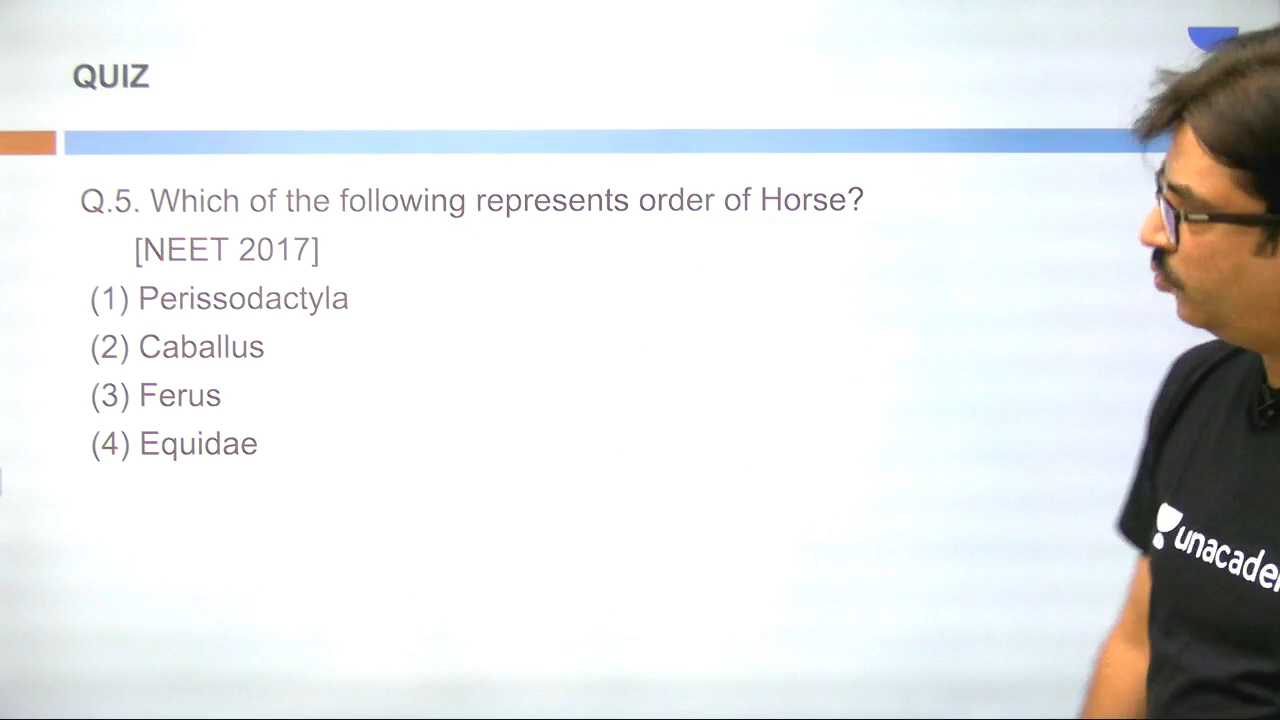 QUIZ
Q.5. Which of the following represents order of Horse?
[NEET 2017]
(1) Perissodactyla
(2) Caballus
(3) Ferus
(4) Equidae
unacade